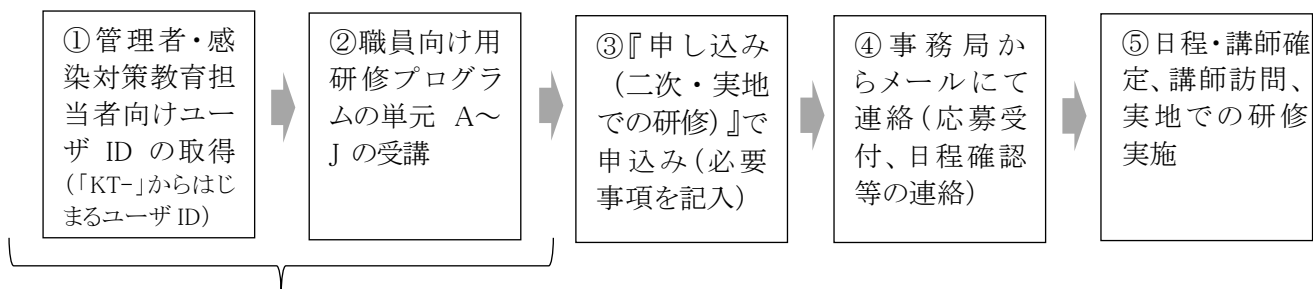 ①管理者・感
染対策教育担
当者向けユー
ザ ID の取得
（「KT-」からはじ
まるユーザ ID）
②職員向け用
研修プログラ
ムの単元 A～
J の受講
③『申し込み
（二次・実地
での研修）』で
申込み（必要
事項を記入）
④事務局か
らメールにて
連絡（応募受
付、日程確認
等の連絡）
⑤日程・講師確
定、講師訪問、
実地での研修
実施